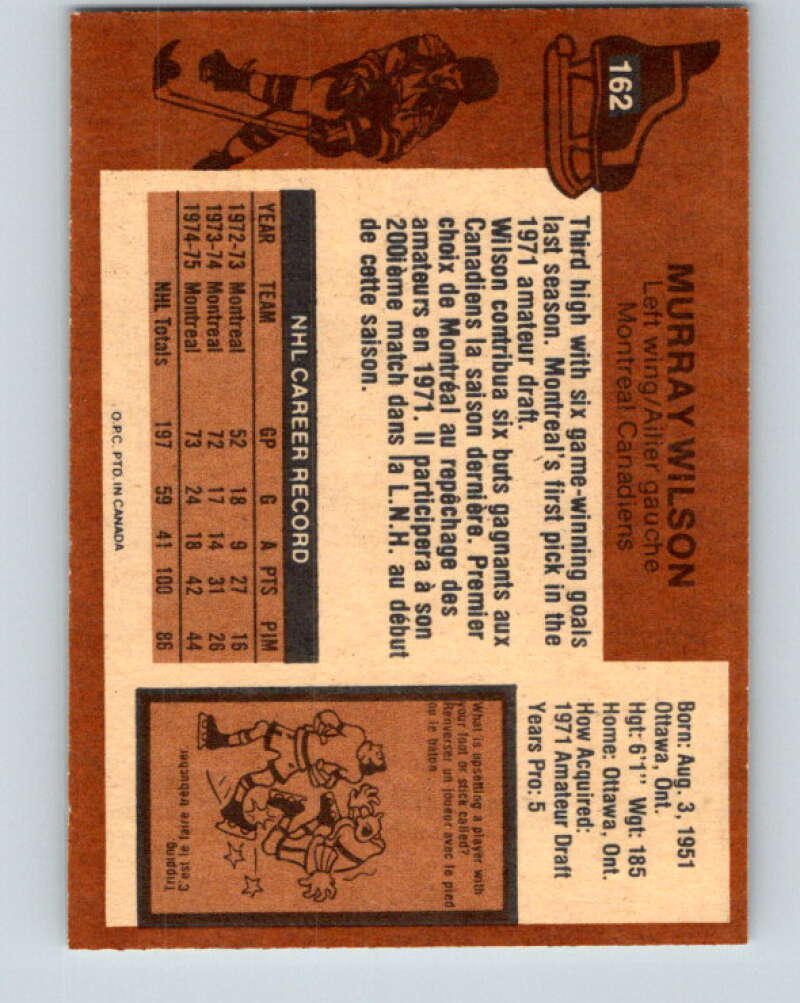 162
MURRAY WILSON
Left wing/Ailier gauche
Montreal Canadiens
Third high with six game-winning goals
last season. Montreal's first pick in the
1971 amateur draft.
Wilson contribua six buts gagnants aux
Canadiens la saison dernière. Premier
choix de Montréal au repêchage des
amateurs en 1971. Il participera à son
200ième match dans la L.N.H. au début
de cette saison.
NHL CAREER RECORD
YEAR TEAM GP G A PTS PIM
1972-73 Montreal 52 18 9 27 16
1973-74 Montreal 72 17 14 31 26
1974-75 Montreal 73 24 18 42 44
NHL Totals 197 59 41 100 86
O.P.C. PTD. IN CANADA
Born: Aug. 3, 1951
Ottawa, Ont.
Hgt: 6'1" Wgt: 185
Home: Ottawa, Ont.
How Acquired:
1971 Amateur Draft
Years Pro: 5
What is upsetting a player with
your foot or stick called?
Renverser un joueur avec le pied
ou le bâton
Tripping
C'est le faire trébucher